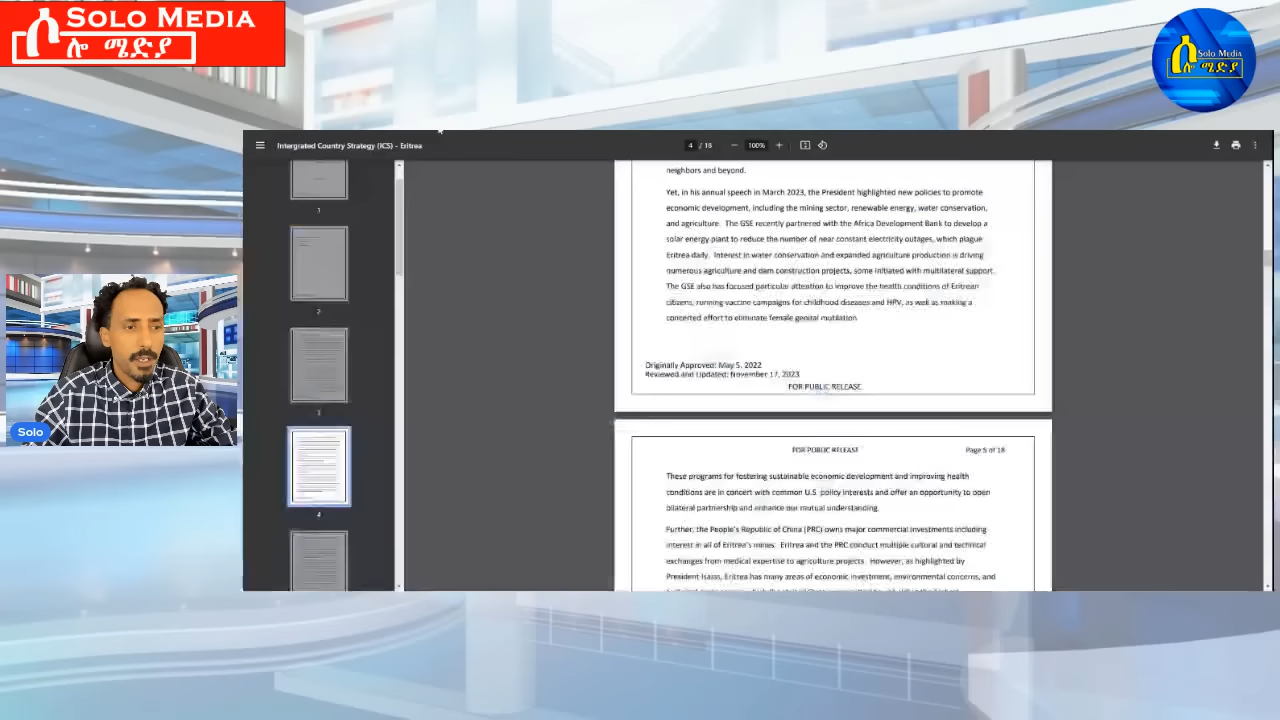 SOLO MEDIA
ሎ ሚድያ
Solo Media
ሎ ሚድያ
Intergrated Country Strategy (ICS) - Eritrea
4 / 18
100%
1
2
3
4
Solo
neighbors and beyond.
Yet, in his annual speech in March 2023, the President highlighted new policies to promote
economic development, including the mining sector, renewable energy, water conservation,
and agriculture. The GSE recently partnered with the Africa Development Bank to develop a
solar energy plant to reduce the number of near constant electricity outages, which plague
Eritrea daily. Interest in water conservation and expanded agriculture production is driving
numerous agriculture and dam construction projects, some initiated with multilateral support.
The GSE also has focused particular attention to improve the health conditions of Eritrean
citizens, running vaccine campaigns for childhood diseases and HPV, as well as making a
concerted effort to eliminate female genital mutilation.
Originally Approved: May 5, 2022
Reviewed and Updated: November 17, 2023
FOR PUBLIC RELEASE
FOR PUBLIC RELEASE
Page 5 of 18
These programs for fostering sustainable economic development and improving health
conditions are in concert with common U.S. policy interests and offer an opportunity to open
bilateral partnership and enhance our mutual understanding.
Further, the People's Republic of China (PRC) owns major commercial investments including
interest in all of Eritrea's mines. Eritrea and the PRC conduct multiple cultural and technical
exchanges from medical expertise to agriculture projects. However, as highlighted by
President Isaias, Eritrea has many areas of economic investment, environmental concerns, and